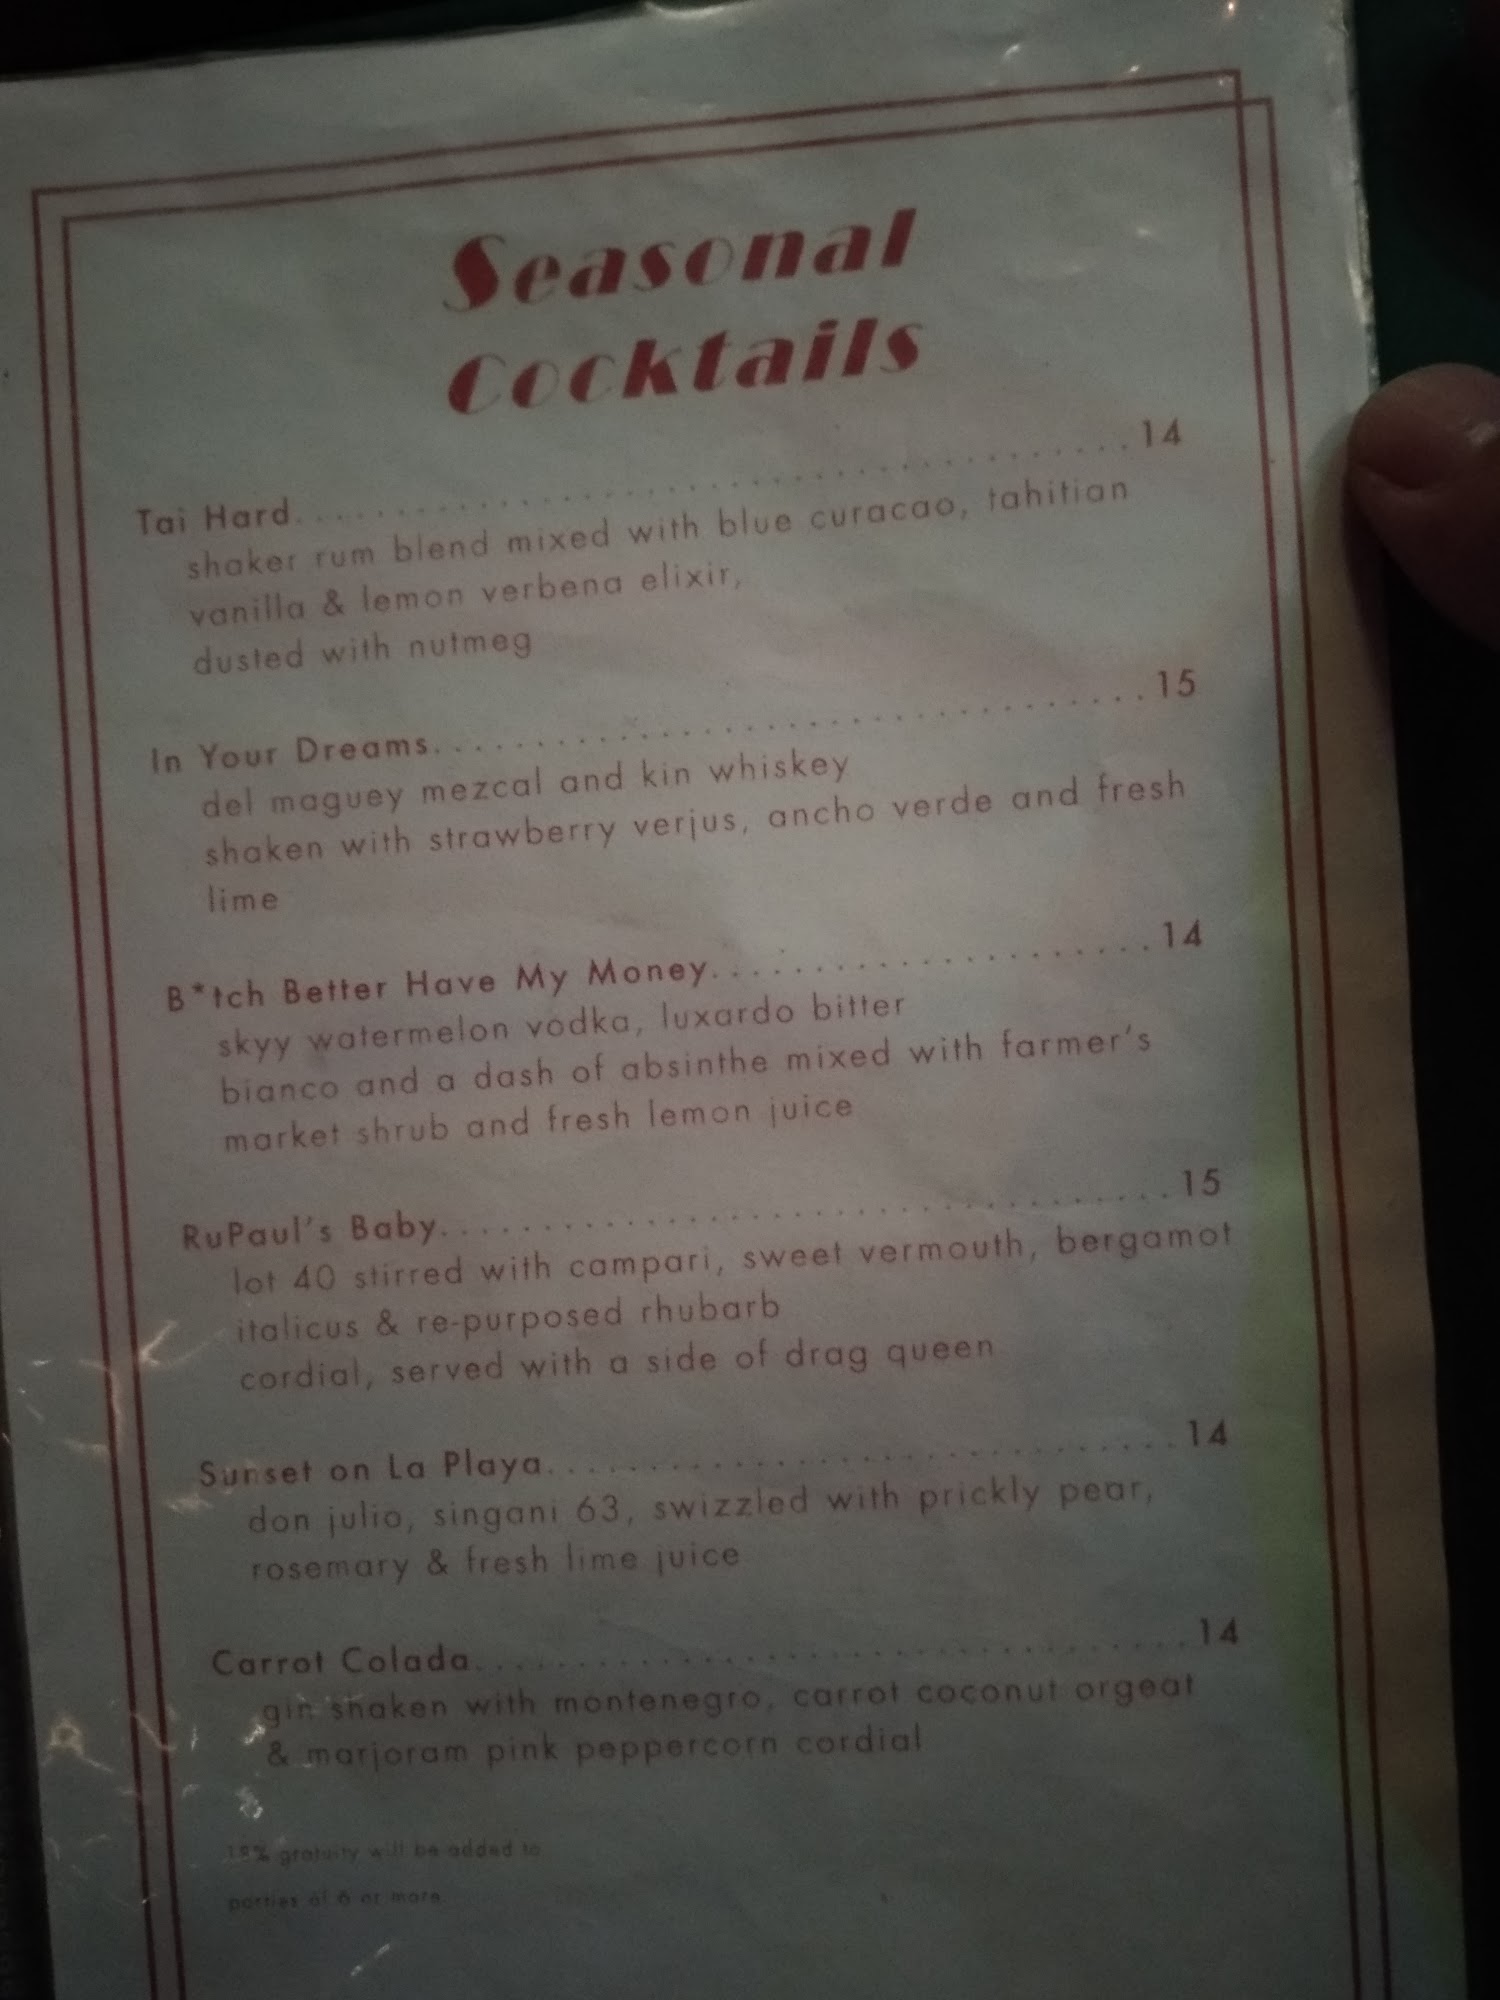 Seasonal
Cocktails
Tai Hard..............................14
shaker rum blend mixed with blue curacao, tahitian
vanilla & lemon verbena elixir,
dusted with nutmeg
In Your Dreams..............................15
del maguey mezcal and kin whiskey
shaken with strawberry verjus, ancho verde and fresh
lime
B*tch Better Have My Money....................14
skyy watermelon vodka, luxardo bitter
bianco and a dash of absinthe mixed with farmer's
market shrub and fresh lemon juice
RuPaul's Baby..............................15
lot 40 stirred with campari, sweet vermouth, bergamot
italicus & re-purposed rhubarb
cordial, served with a side of drag queen
Sunset on La Playa.........................14
don julio, singani 63, swizzled with prickly pear,
rosemary & fresh lime juice
Carrot Colada..............................14
gin shaken with montenegro, carrot coconut orgeat
& marjoram pink peppercorn cordial
18% gratuity will be added to
parties of 6 or more.